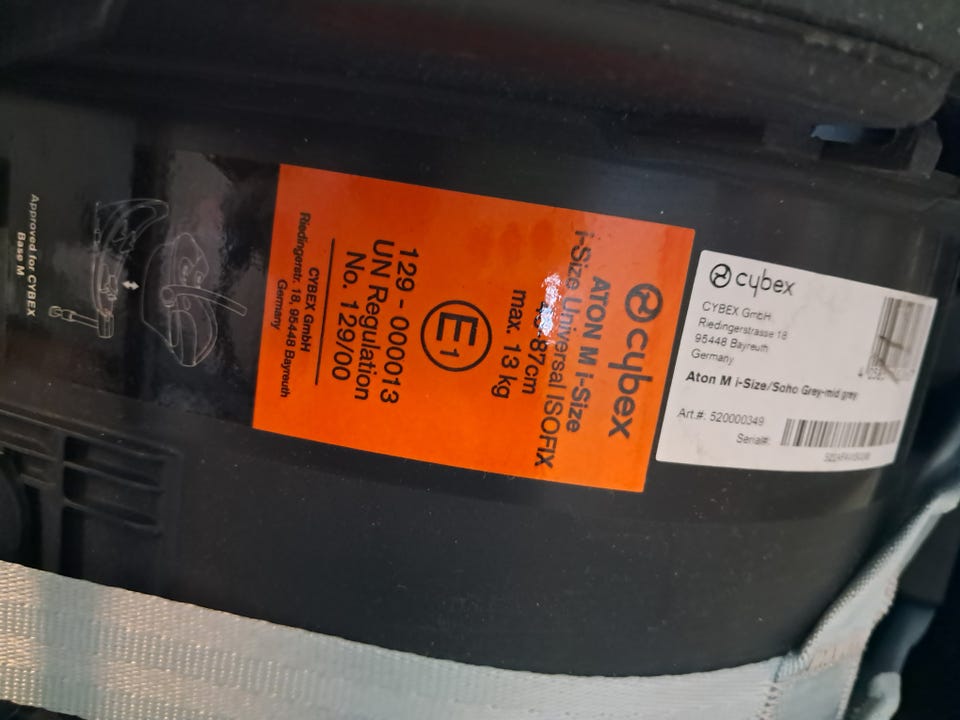 cybex
ATON M i-Size
i-Size Universal ISOFIX
87cm
max. 13 kg
E1
129 - 000013
UN Regulation
No. 129/00
CYBEX GmbH
Riedingerstr. 18, 95448 Bayreuth
Germany
cybex
CYBEX GmbH
Riedingerstrasse 18
95448 Bayreuth
Germany
Aton M i-Size/Soho Grey-mid grey
Art.#: 520000349
Serial#:
Approved for CYBEX
Base M